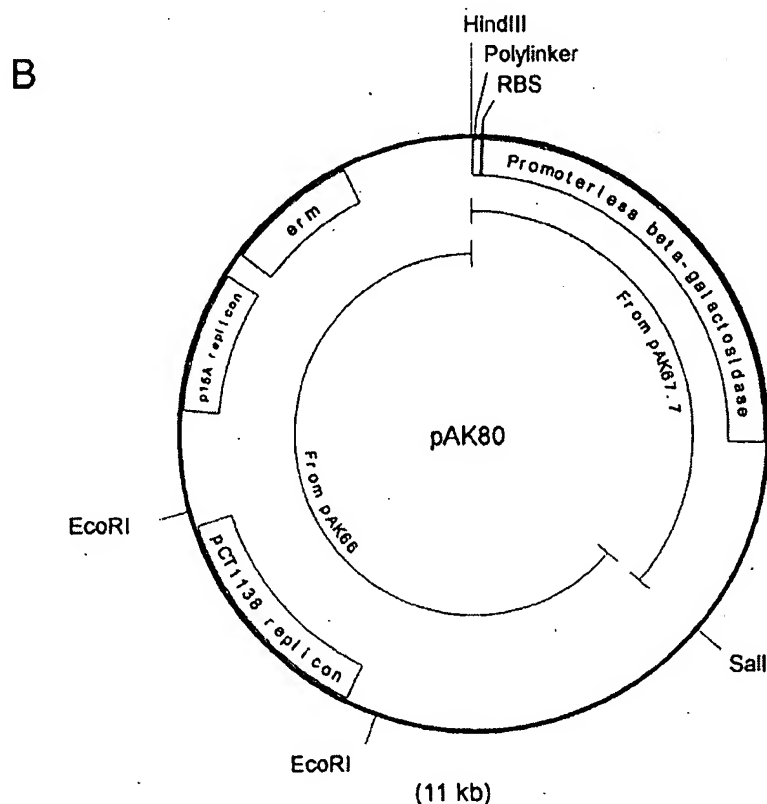 B
HindIII
Polylinker
RBS
Promoterless beta-galactosidase
erm
p15A replicon
From pAK67.7
From pAK66
pAK80
EcoRI
pCT1138 replicon
SalI
EcoRI
(11 kb)